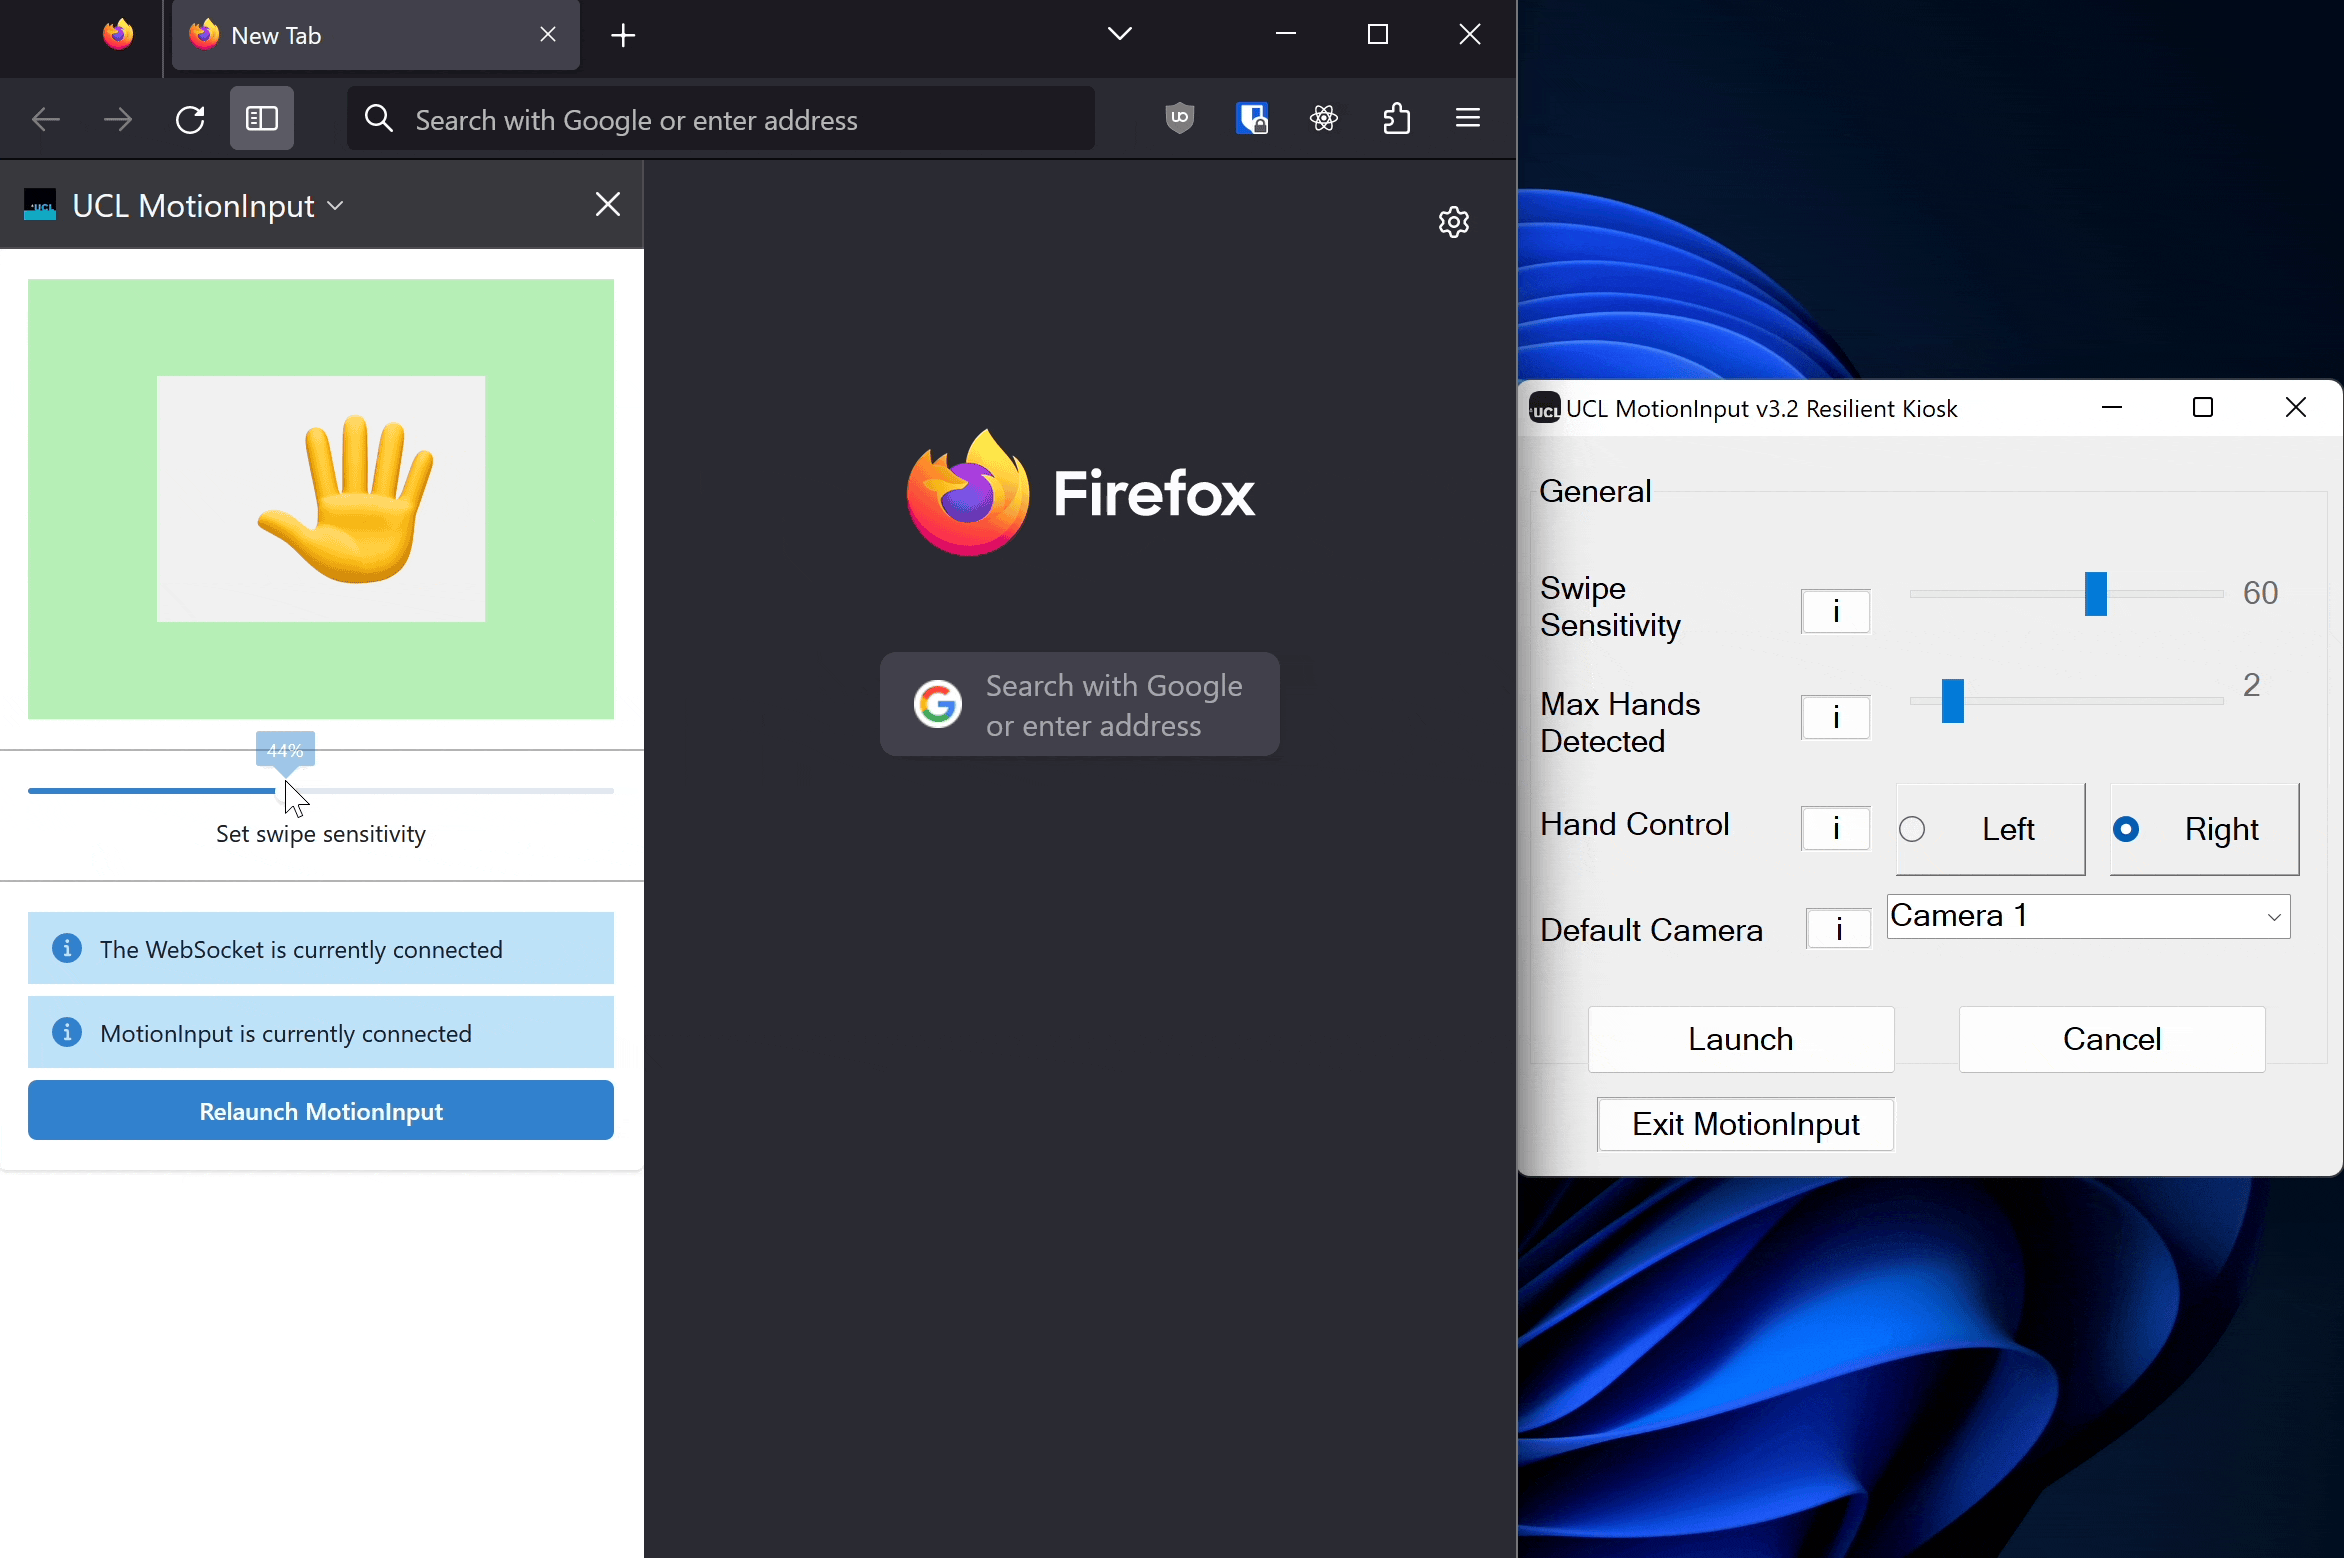 New Tab
Search with Google or enter address
UCL MotionInput
44%
Set swipe sensitivity
The WebSocket is currently connected
MotionInput is currently connected
Relaunch MotionInput
Firefox
Search with Google
or enter address
UCL MotionInput v3.2 Resilient Kiosk
General
Swipe
Sensitivity
i
60
Max Hands
Detected
i
2
Hand Control
i
Left
Right
Default Camera
i
Camera 1
Launch
Cancel
Exit MotionInput